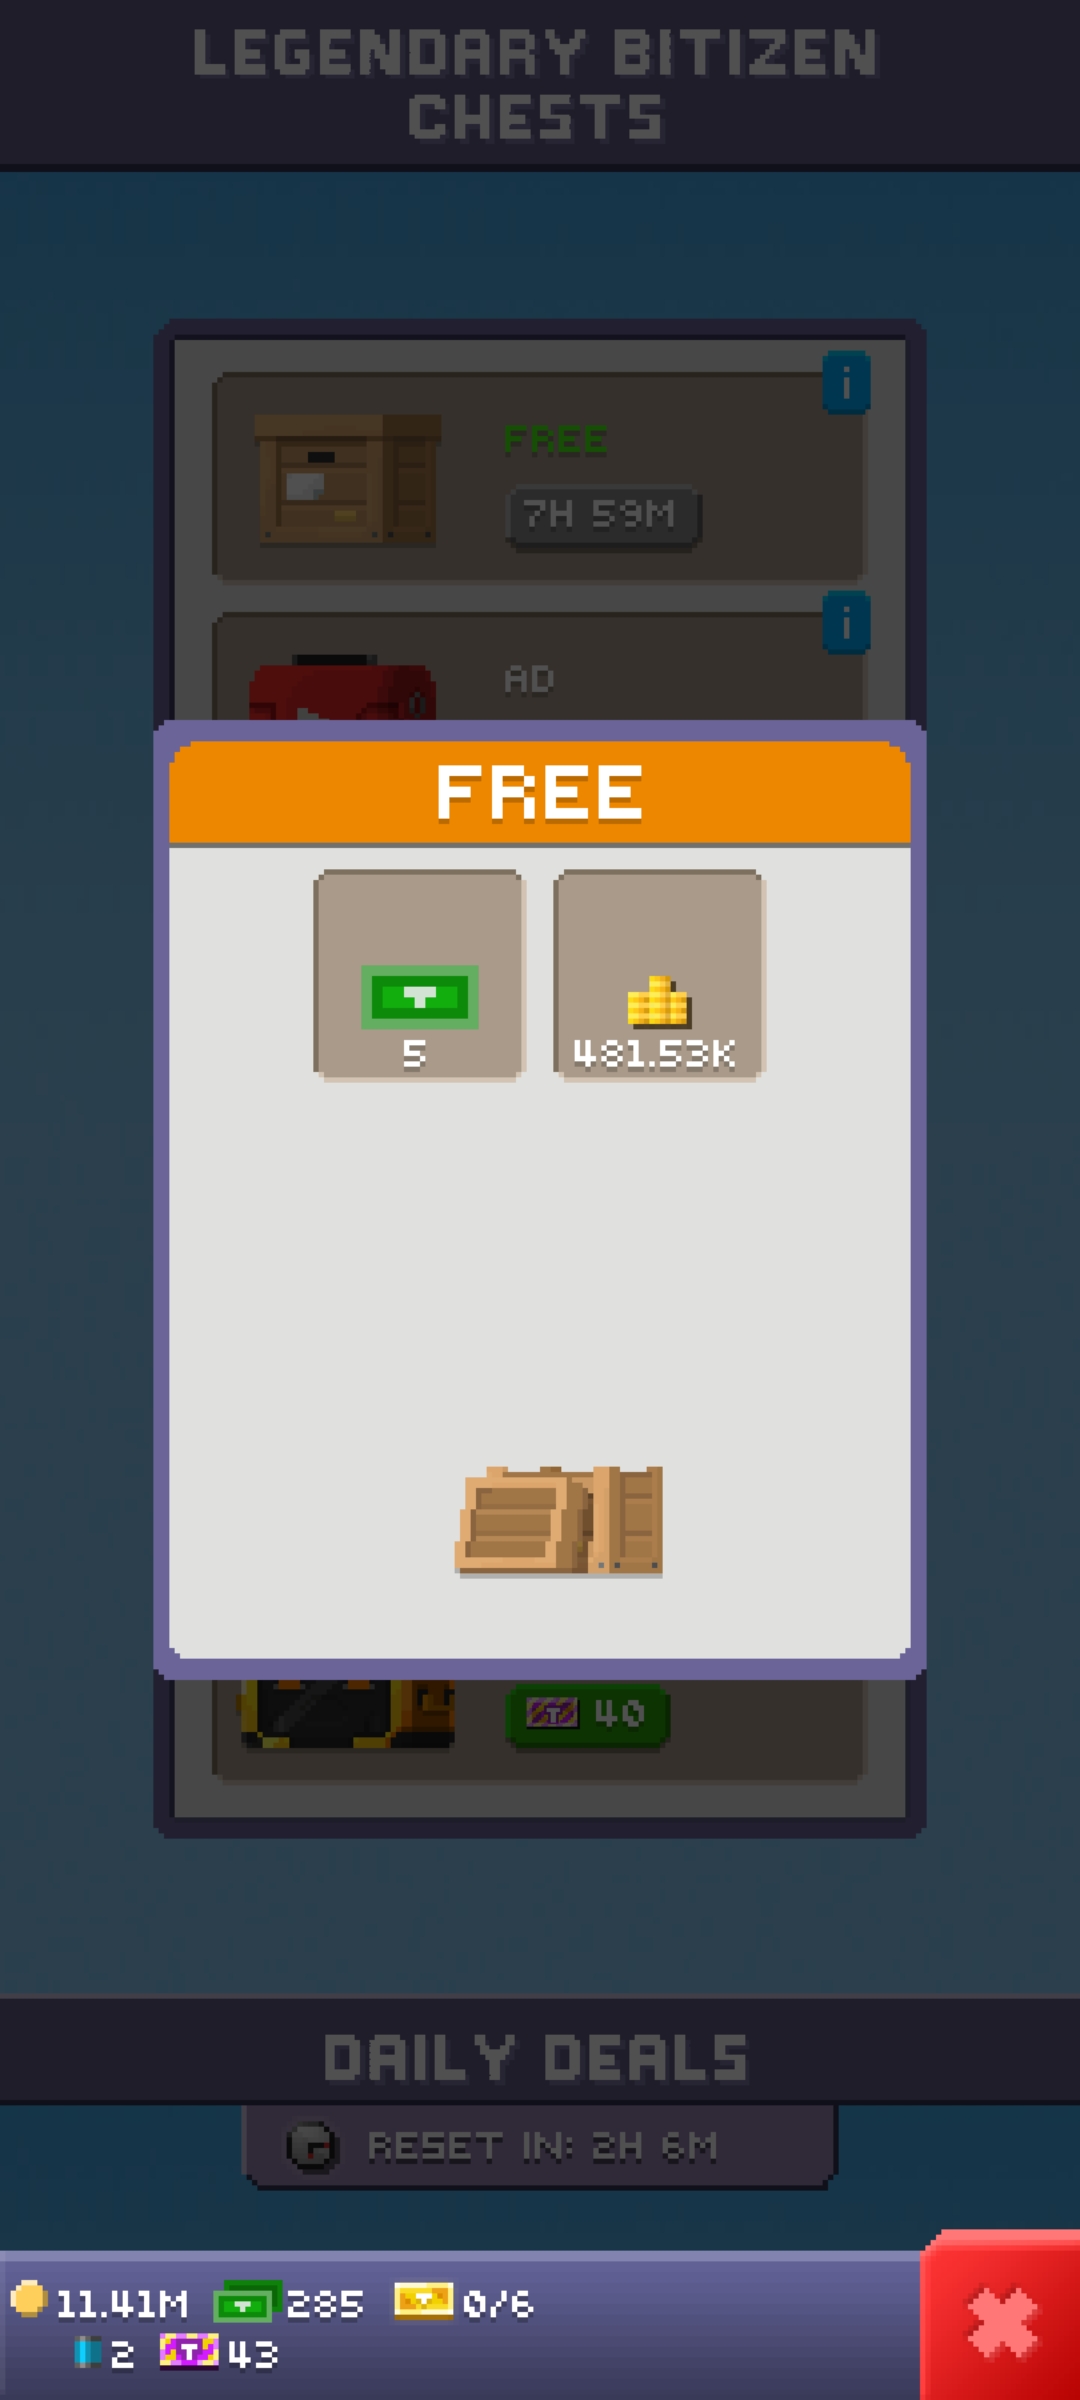 LEGENDARY BITIZEN
CHESTS
i
FREE
7H 59M
i
AD
FREE
5
481.53K
40
DAILY DEALS
RESET IN: 2H 6M
11.41M 285 0/6
2 43